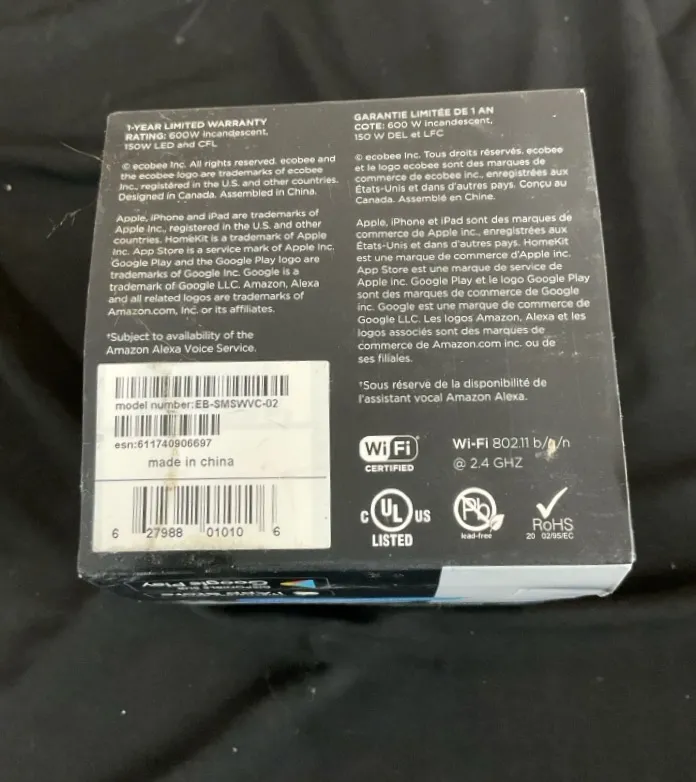 1-YEAR LIMITED WARRANTY
RATING: 600W incandescent,
150W LED and CFL
© ecobee Inc. All rights reserved. ecobee and
the ecobee logo are trademarks of ecobee
Inc., registered in the U.S. and other countries.
Designed in Canada. Assembled in China.
Apple, iPhone and iPad are trademarks of
Apple Inc., registered in the U.S. and other
countries. HomeKit is a trademark of Apple
Inc. App Store is a service mark of Apple Inc.
Google Play and the Google Play logo are
trademarks of Google Inc. Google is a
trademark of Google LLC. Amazon, Alexa
and all related logos are trademarks of
Amazon.com, Inc. or its affiliates.
†Subject to availability of the
Amazon Alexa Voice Service.
model number:EB-SMSWVC-02
esn:611740906697
made in china
6 27988 01010 6
GARANTIE LIMITÉE DE 1 AN
COTE: 600 W incandescent,
150 W DEL et LFC
© ecobee Inc. Tous droits réservés. ecobee
et le logo ecobee sont des marques de
commerce de ecobee inc., enregistrées aux
États-Unis et dans d'autres pays. Conçu au
Canada. Assemblé en Chine.
Apple, iPhone et iPad sont des marques de
commerce de Apple inc., enregistrées aux
États-Unis et dans d'autres pays. HomeKit
est une marque de commerce d'Apple inc.
App Store est une marque de service de
Apple inc. Google Play et le logo Google Play
sont des marques de commerce de Google
inc. Google est une marque de commerce de
Google LLC. Les logos Amazon, Alexa et les
logos associés sont des marques de
commerce de Amazon.com inc. ou de
ses filiales.
†Sous réserve de la disponibilité de
l'assistant vocal Amazon Alexa.
Wi Fi
CERTIFIED
Wi-Fi 802.11 b/g/n
@ 2.4 GHZ
C UL US
LISTED
Pb
lead-free
RoHS
20 02/95/EC
l'App Store
DISPONIBLE SUR
Google Play